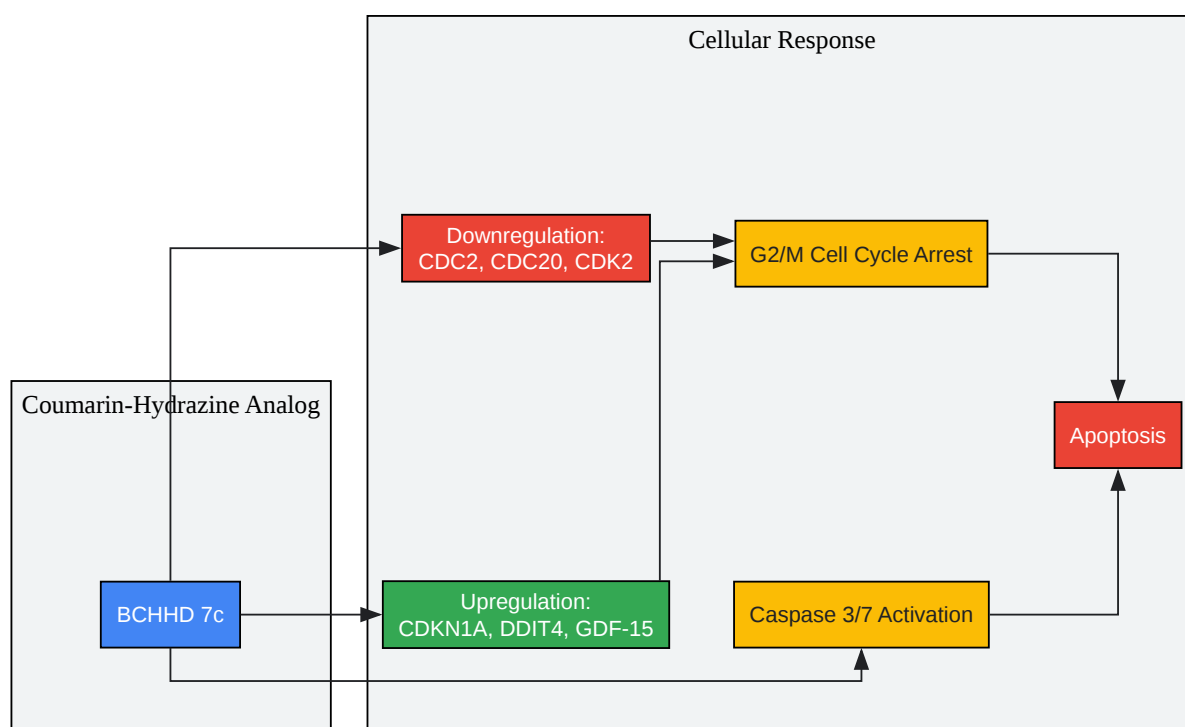 Cellular Response
Downregulation:
CDC2, CDC20, CDK2
G2/M Cell Cycle Arrest
Coumarin-Hydrazine Analog
Apoptosis
BCHHD 7c
Upregulation:
CDKN1A, DDIT4, GDF-15
Caspase 3/7 Activation